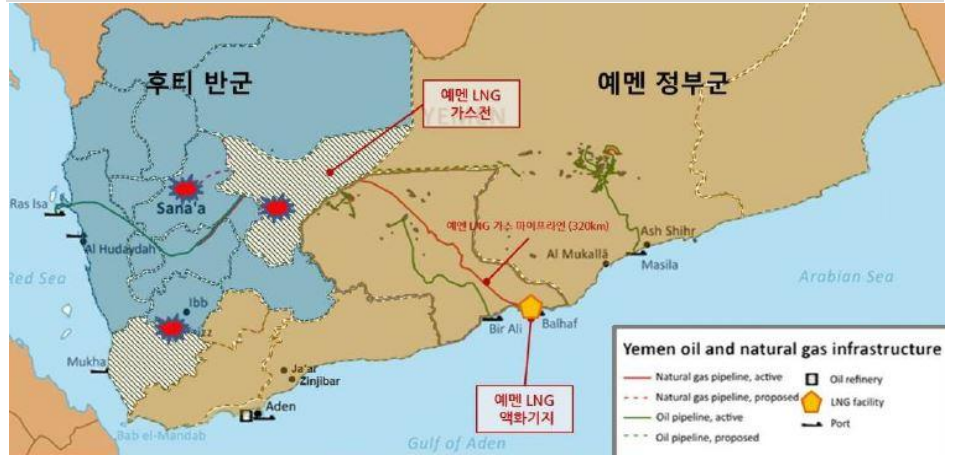 후티 반군
예멘 정부군
예멘 LNG
가스전
YEMEN
Ras Isa
Sana'a
예멘 LNG 가스 파이프라인 (320km)
Al Hudaydah
Ash Shihr
Al Mukallā
Masila
Red Sea
Arabian Sea
Ibb
Bir Ali
Balhaf
Mukha
Ja'ar
Zinjibar
Aden
예멘 LNG
액화기지
Bab el-Mandab
Gulf of Aden
Yemen oil and natural gas infrastructure
Natural gas pipeline, active
Oil refinery
Natural gas pipeline, proposed
LNG facility
Oil pipeline, active
Port
Oil pipeline, proposed